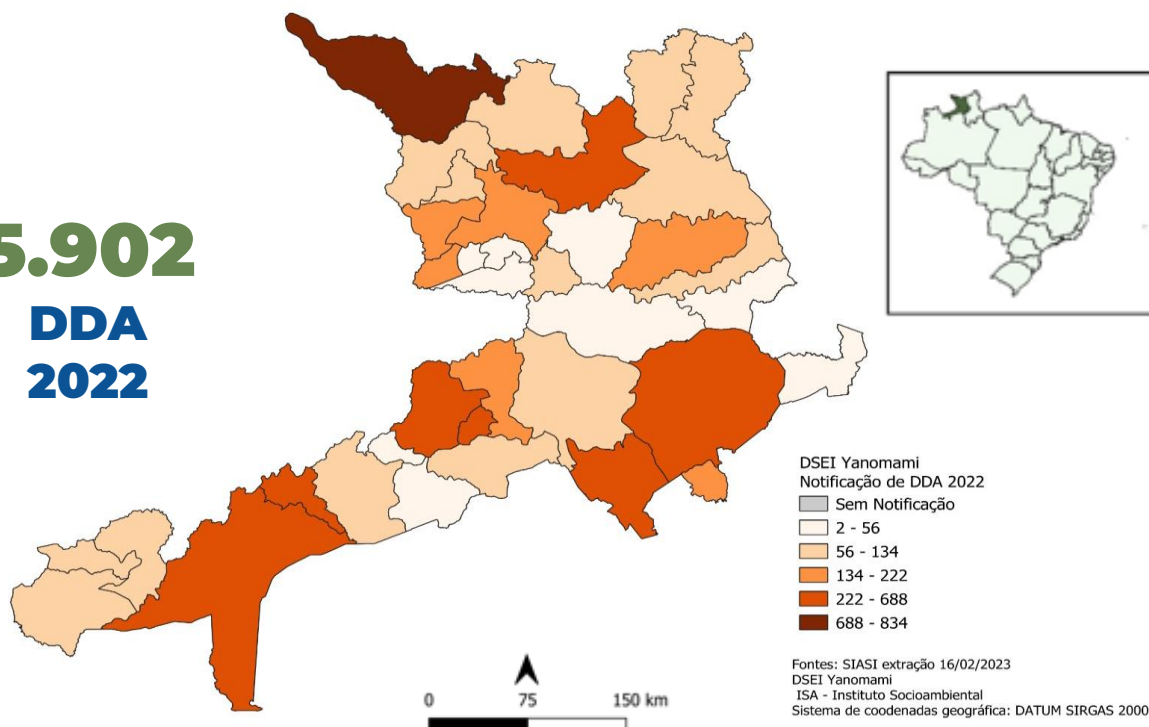 5.902
DDA
2022
DSEI Yanomami
Notificação de DDA 2022
Sem Notificação
2 - 56
56 - 134
134 - 222
222 - 688
688 - 834
0 75 150 km
Fontes: SIASI extração 16/02/2023
DSEI Yanomami
ISA - Instituto Socioambiental
Sistema de coodenadas geográfica: DATUM SIRGAS 2000